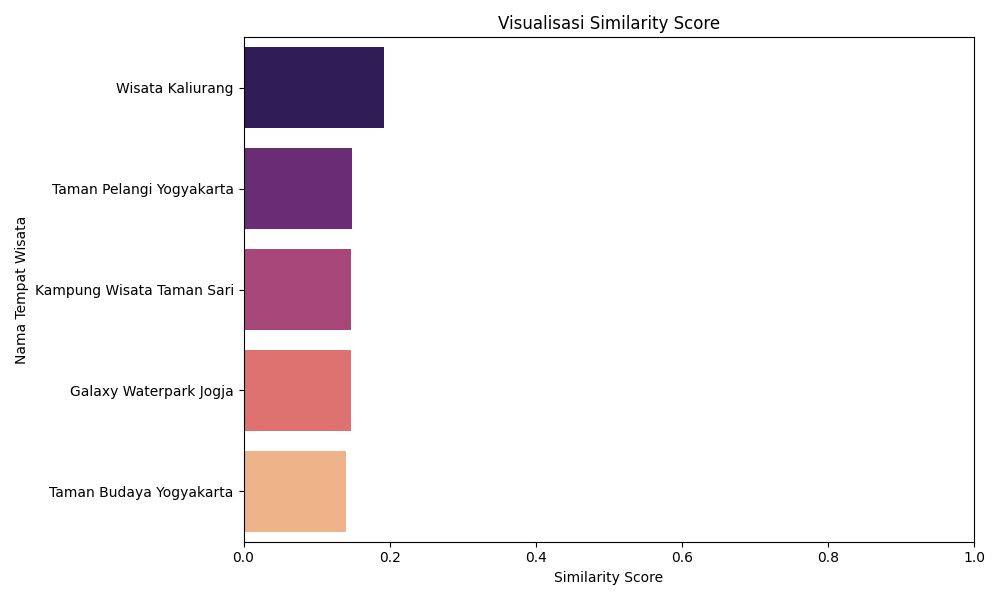 Visualisasi Similarity Score
Nama Tempat Wisata
Wisata Kaliurang
Taman Pelangi Yogyakarta
Kampung Wisata Taman Sari
Galaxy Waterpark Jogja
Taman Budaya Yogyakarta
0.0 0.2 0.4 0.6 0.8 1.0
Similarity Score